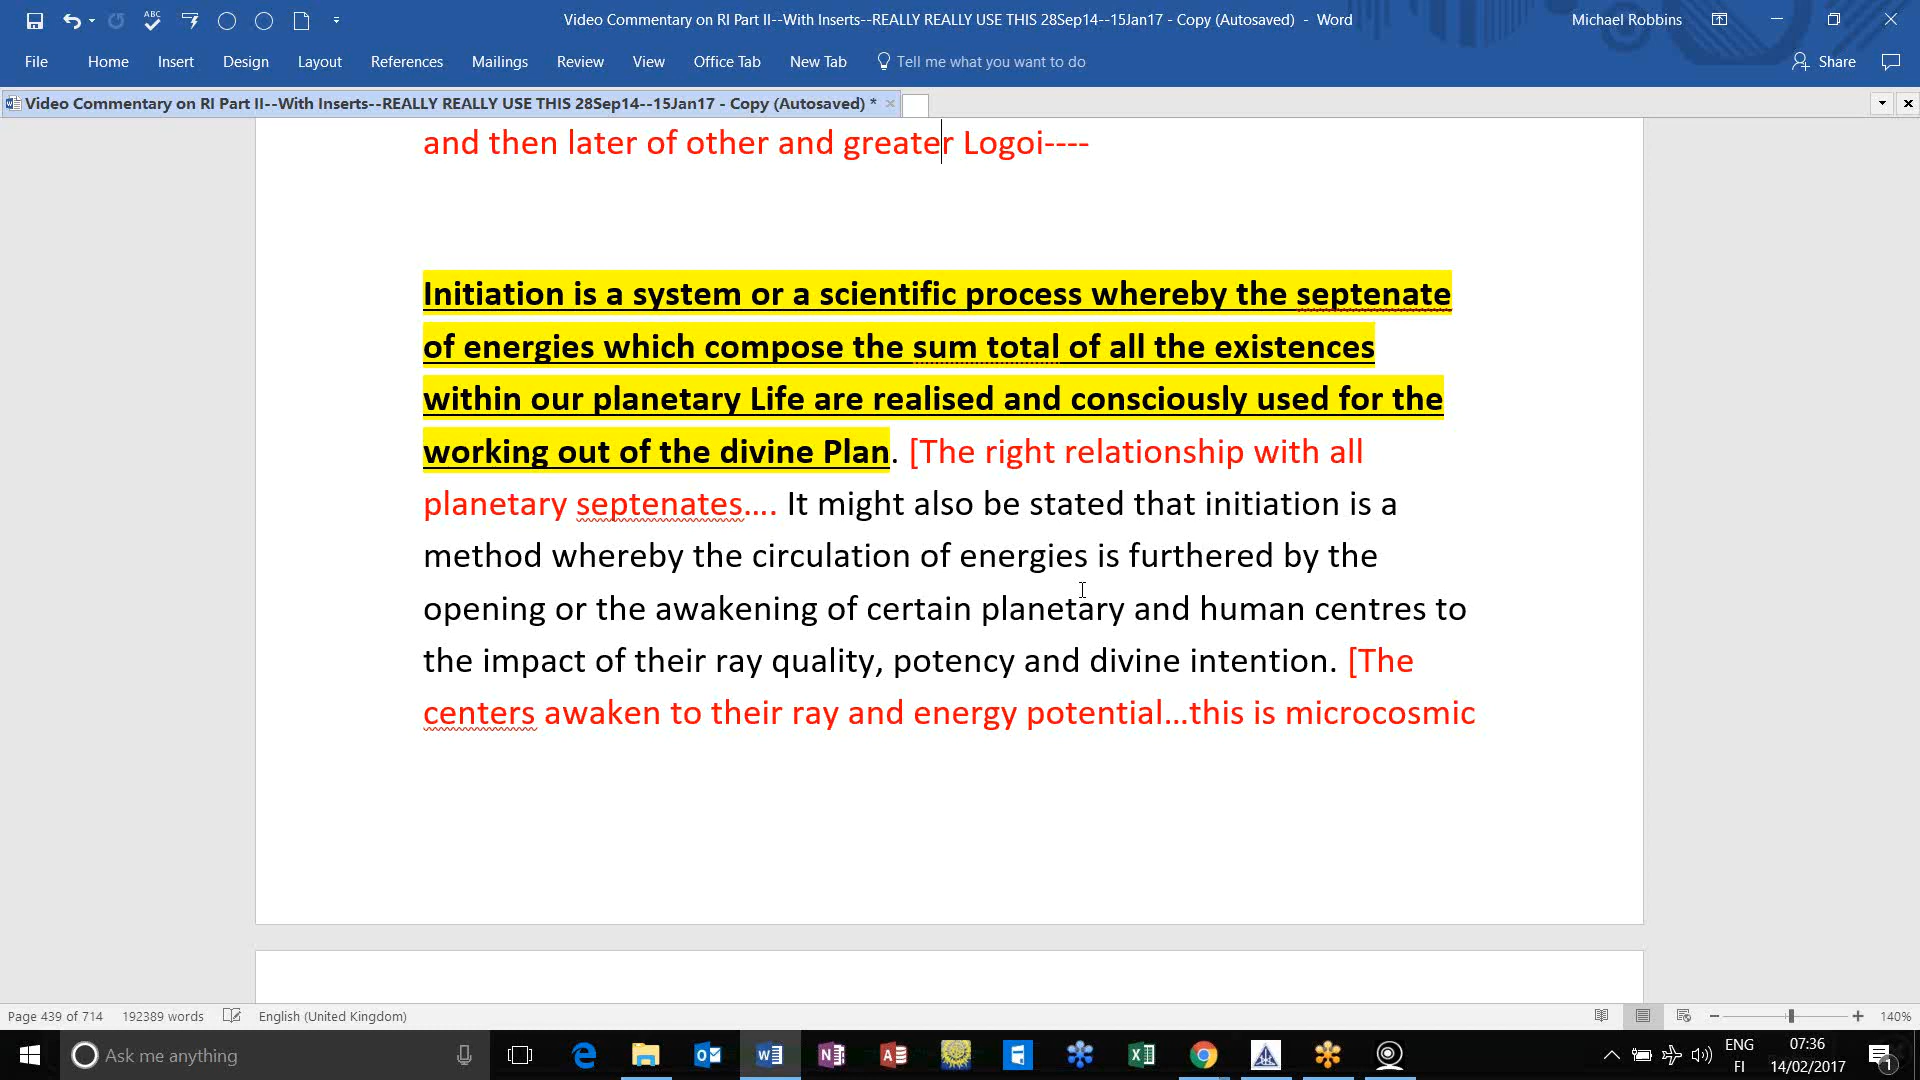 ABC
Video Commentary on RI Part II--With Inserts--REALLY REALLY USE THIS 28Sep14--15Jan17 - Copy (Autosaved) - Word
Michael Robbins
File Home Insert Design Layout References Mailings Review View Office Tab New Tab Tell me what you want to do Share
Video Commentary on RI Part II--With Inserts--REALLY REALLY USE THIS 28Sep14--15Jan17 - Copy (Autosaved) *
and then later of other and greater Logoi----
Initiation is a system or a scientific process whereby the septenate
of energies which compose the sum total of all the existences
within our planetary Life are realised and consciously used for the
working out of the divine Plan. [The right relationship with all
planetary septenates…. It might also be stated that initiation is a
method whereby the circulation of energies is furthered by the
opening or the awakening of certain planetary and human centres to
the impact of their ray quality, potency and divine intention. [The
centers awaken to their ray and energy potential…this is microcosmic
Page 439 of 714 192389 words English (United Kingdom) 140%
Ask me anything
ENG 07:36
FI 14/02/2017 1